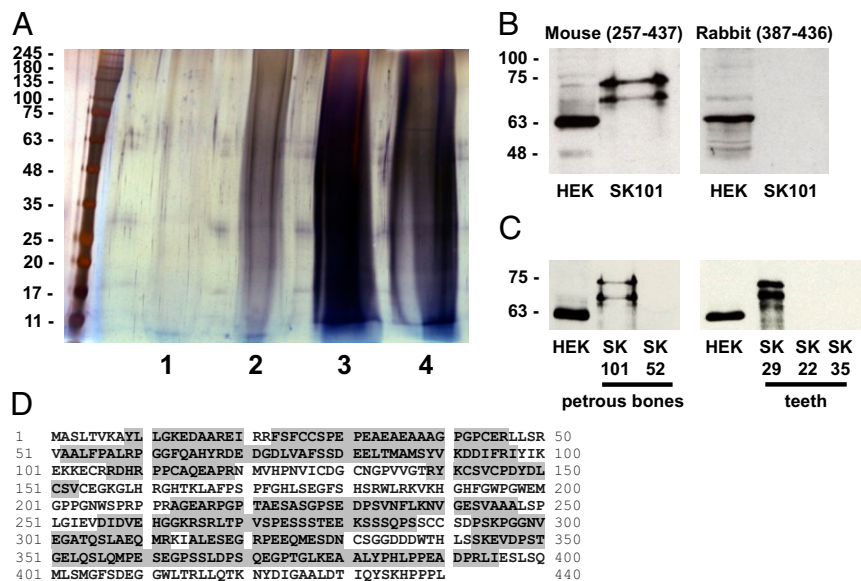 A
245 -
180 -
135 -
100 -
75 -
63 -
48 -
35 -
25 -
20 -
17 -
11 -
1 2 3 4
B
Mouse (257-437) Rabbit (387-436)
100 -
75 -
63 -
48 -
HEK SK101 HEK SK101
C
75 -
63 -
HEK SK 101 SK 52 HEK SK 29 SK 22 SK 35
petrous bones teeth
D
1 MASLTVKAYL LGKEDAAREI RRFSFCCSPE PEAEAEAAAG PGPCERLLSR 50
51 VAALFPALRP GGFQAHYRDE DGDLVAFSSD EELTMAMSYV KDDIFRIYIK 100
101 EKKECRRDHR PPCAQEAPRN MVHPNVICDG CNGPVVGTRY KCSVCPDYDL 150
151 CSVCEGKGLH RGHTKLAFPS PFGHLSEGFS HSRWLRKVKH GHFGWPGWEM 200
201 GPPGNWSPRP PRAGEARPGP TAESASGPSE DPSVNFLKNV GESVAAALSP 250
251 LGIEVDIDVE HGGKRSRLTP VSPESSSTEE KSSSQPSSCC SDPSKPGGNV 300
301 EGATQSLAEQ MRKIALESEG RPEEQMESDN CSGGDDDWTH LSSKEVDPST 350
351 GELQSLQMPE SEGPSSLDPS QEGPTGLKEA ALYPHLPPEA DPRLIESLSQ 400
401 MLSMGFSDEG GWLTRLLQTK NYDIGAALDT IQYSKHPPPL 440